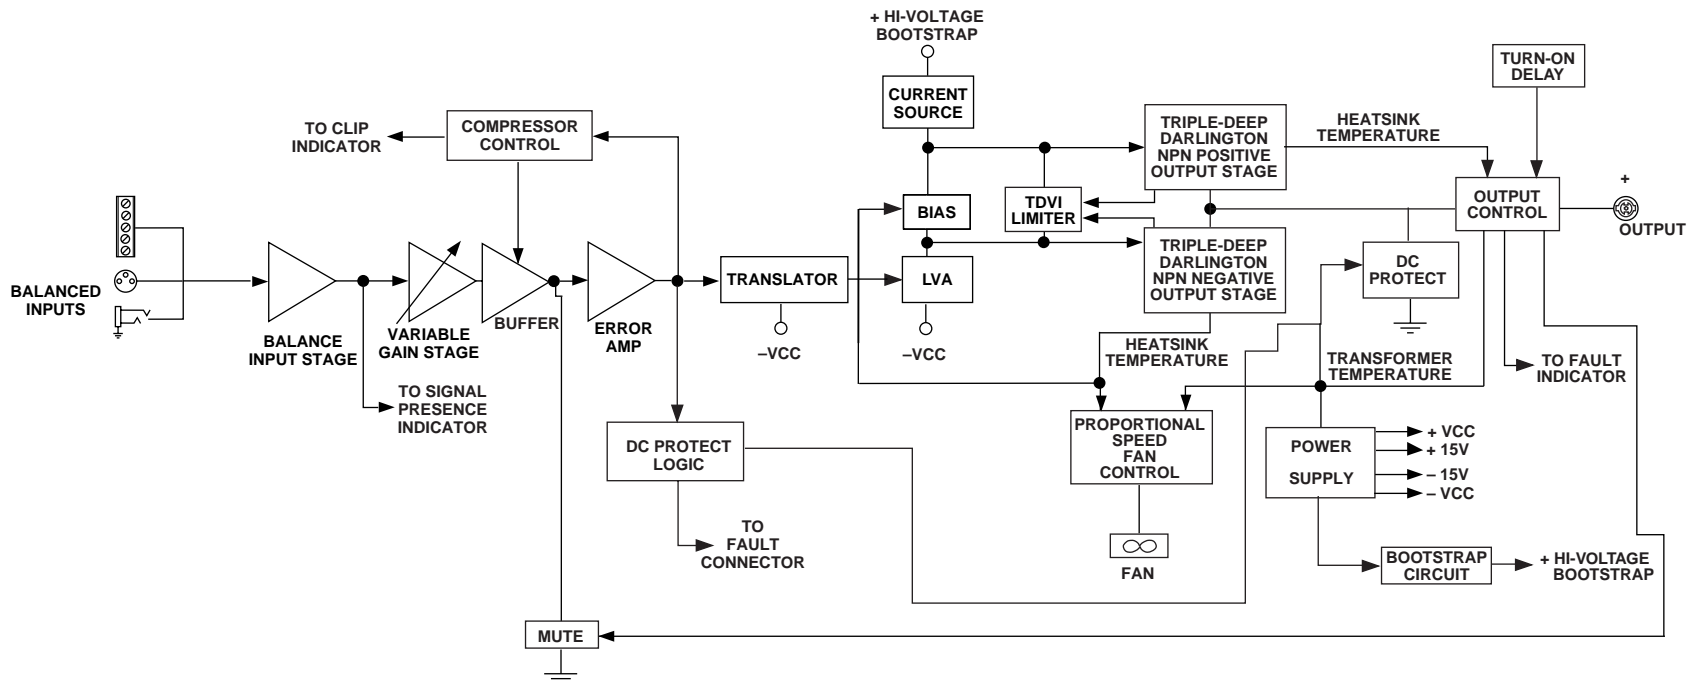 + HI-VOLTAGE
BOOTSTRAP
CURRENT
SOURCE
TURN-ON
DELAY
TO CLIP
INDICATOR
COMPRESSOR
CONTROL
TRIPLE-DEEP
DARLINGTON
NPN POSITIVE
OUTPUT STAGE
HEATSINK
TEMPERATURE
OUTPUT
CONTROL
+
OUTPUT
BIAS
TDVI
LIMITER
TRIPLE-DEEP
DARLINGTON
NPN NEGATIVE
OUTPUT STAGE
DC
PROTECT
BALANCED
INPUTS
BALANCE
INPUT STAGE
VARIABLE
GAIN STAGE
BUFFER
ERROR
AMP
TRANSLATOR
–VCC
LVA
–VCC
HEATSINK
TEMPERATURE
TRANSFORMER
TEMPERATURE
TO FAULT
INDICATOR
TO SIGNAL
PRESENCE
INDICATOR
DC PROTECT
LOGIC
PROPORTIONAL
SPEED
FAN
CONTROL
POWER
SUPPLY
+ VCC
+ 15V
– 15V
– VCC
TO
FAULT
CONNECTOR
FAN
BOOTSTRAP
CIRCUIT
+ HI-VOLTAGE
BOOTSTRAP
MUTE